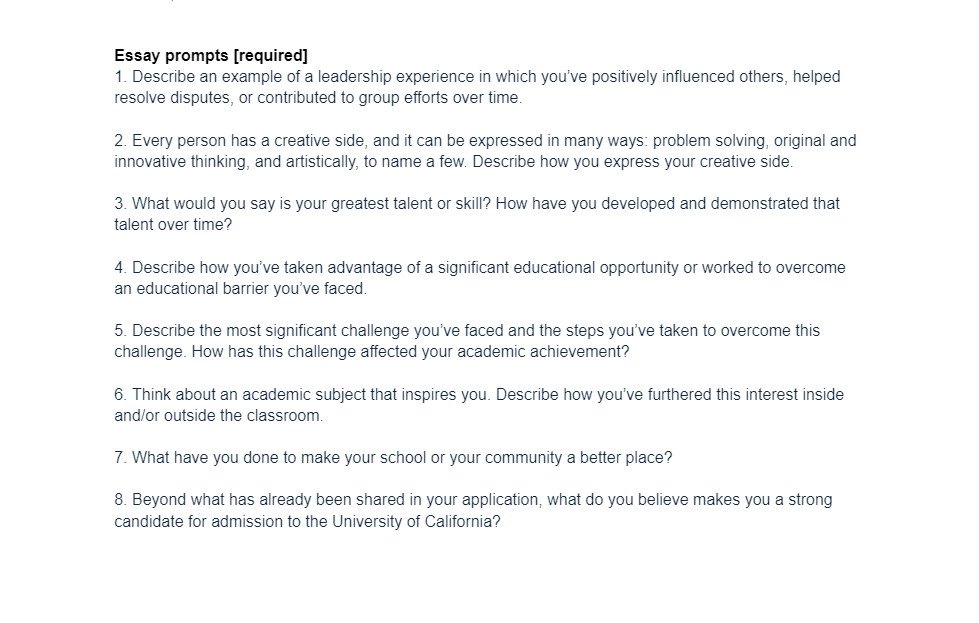 Essay prompts [required]
1. Describe an example of a leadership experience in which you've positively influenced others, helped
resolve disputes, or contributed to group efforts over time.
2. Every person has a creative side, and it can be expressed in many ways: problem solving, original and
innovative thinking, and artistically, to name a few. Describe how you express your creative side.
3. What would you say is your greatest talent or skill? How have you developed and demonstrated that
talent over time?
4. Describe how you've taken advantage of a significant educational opportunity or worked to overcome
an educational barrier you've faced.
5. Describe the most significant challenge you've faced and the steps you've taken to overcome this
challenge. How has this challenge affected your academic achievement?
6. Think about an academic subject that inspires you. Describe how you've furthered this interest inside
and/or outside the classroom.
7. What have you done to make your school or your community a better place?
8. Beyond what has already been shared in your application, what do you believe makes you a strong
candidate for admission to the University of California?